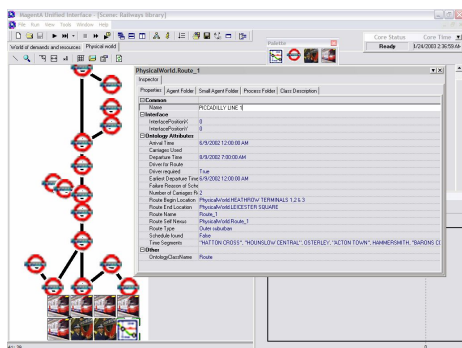 MagentA Unified Interface - [Scene: Railways library]
File Run View Tools Window Help
Core Status Core Time
Ready 1/24/2003 2:36:59 AM
Palette
World of demands and resources Physical world
PhysicalWorld.Route_1
Inspector
Properties Agent Folder Small Agent Folder Process Folder Class Description
Common
Name PICCADILLY LINE 1
Interface
InterfacePositionX 0
InterfacePositionY 0
Ontology Attributes
Arrival Time 6/9/2002 12:00:00 AM
Carriages Used
Departure Time 8/9/2002 7:00:00 AM
Driver for Route
Driver required True
Earliest Departure Time 6/9/2002 12:00:00 AM
Failure Reason of Sche
Number of Carriages R 2
Route Begin Location PhysicalWorld.HEATHROW TERMINALS 1 2 & 3
Route End Location PhysicalWorld.LEICESTER SQUARE
Route Name Route_1
Route Self Nexus PhysicalWorld.Route_1
Route Type Outer suburban
Schedule found False
Time Segments "HATTON CROSS", "HOUNSLOW CENTRAL", OSTERLEY, "ACTON TOWN", HAMMERSMITH, "BARONS C
Other
OntologyClassName Route